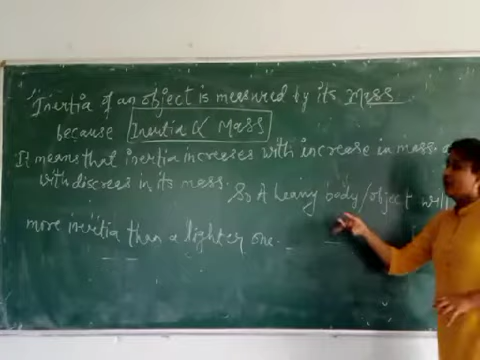 Inertia of an object is measured by its Mass
because Inertia ∝ Mass
It means that inertia increases with increase in mass
with discreas in its mass. So A heavy body/object will
more inertia than a lighter one.